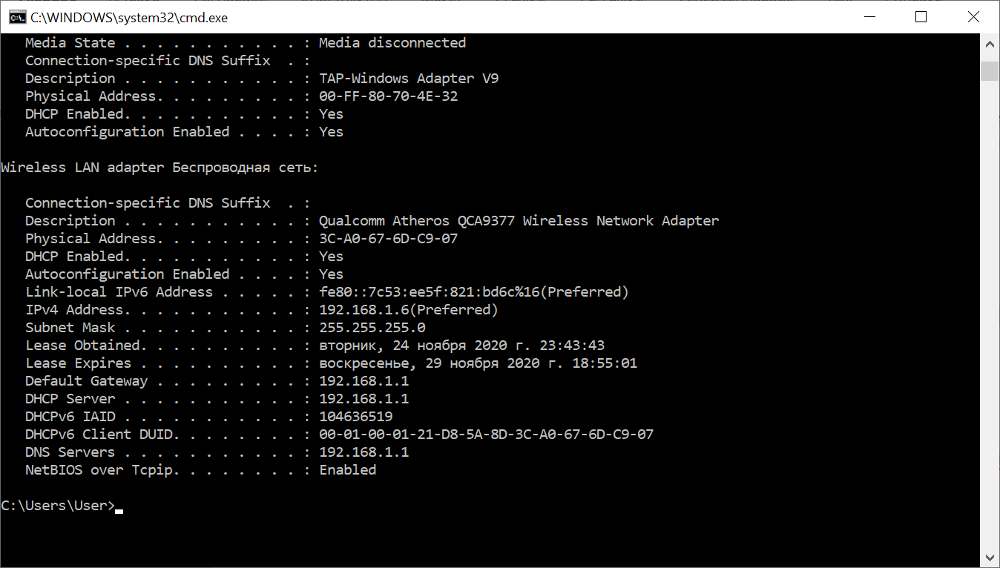 C:\WINDOWS\system32\cmd.exe
Media State . . . . . . . . . . . : Media disconnected
Connection-specific DNS Suffix  . :
Description . . . . . . . . . . . : TAP-Windows Adapter V9
Physical Address. . . . . . . . . : 00-FF-80-70-4E-32
DHCP Enabled. . . . . . . . . . . : Yes
Autoconfiguration Enabled . . . . : Yes
Wireless LAN adapter Беспроводная сеть:
Connection-specific DNS Suffix  . :
Description . . . . . . . . . . . : Qualcomm Atheros QCA9377 Wireless Network Adapter
Physical Address. . . . . . . . . : 3C-A0-67-6D-C9-07
DHCP Enabled. . . . . . . . . . . : Yes
Autoconfiguration Enabled . . . . : Yes
Link-local IPv6 Address . . . . . : fe80::7c53:ee5f:821:bd6c%16(Preferred)
IPv4 Address. . . . . . . . . . . : 192.168.1.6(Preferred)
Subnet Mask . . . . . . . . . . . : 255.255.255.0
Lease Obtained. . . . . . . . . . : вторник, 24 ноября 2020 г. 23:43:43
Lease Expires . . . . . . . . . . : воскресенье, 29 ноября 2020 г. 18:55:01
Default Gateway . . . . . . . . . : 192.168.1.1
DHCP Server . . . . . . . . . . . : 192.168.1.1
DHCPv6 IAID . . . . . . . . . . . : 104636519
DHCPv6 Client DUID. . . . . . . . : 00-01-00-01-21-D8-5A-8D-3C-A0-67-6D-C9-07
DNS Servers . . . . . . . . . . . : 192.168.1.1
NetBIOS over Tcpip. . . . . . . . : Enabled
C:\Users\User>